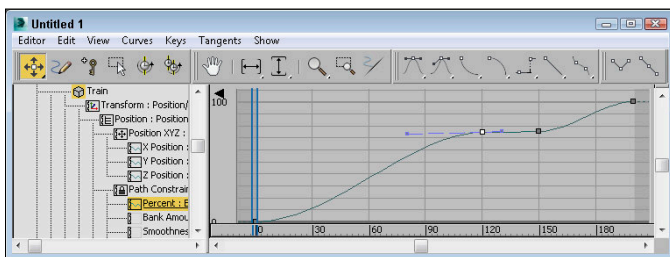 Untitled 1
Editor Edit View Curves Keys Tangents Show
Train
Transform : Position/
Position : Position
Position XYZ :
X Position :
Y Position :
Z Position :
Path Constrair
Percent : B
Bank Amou
Smoothnes
100
0
0 30 60 90 120 150 180